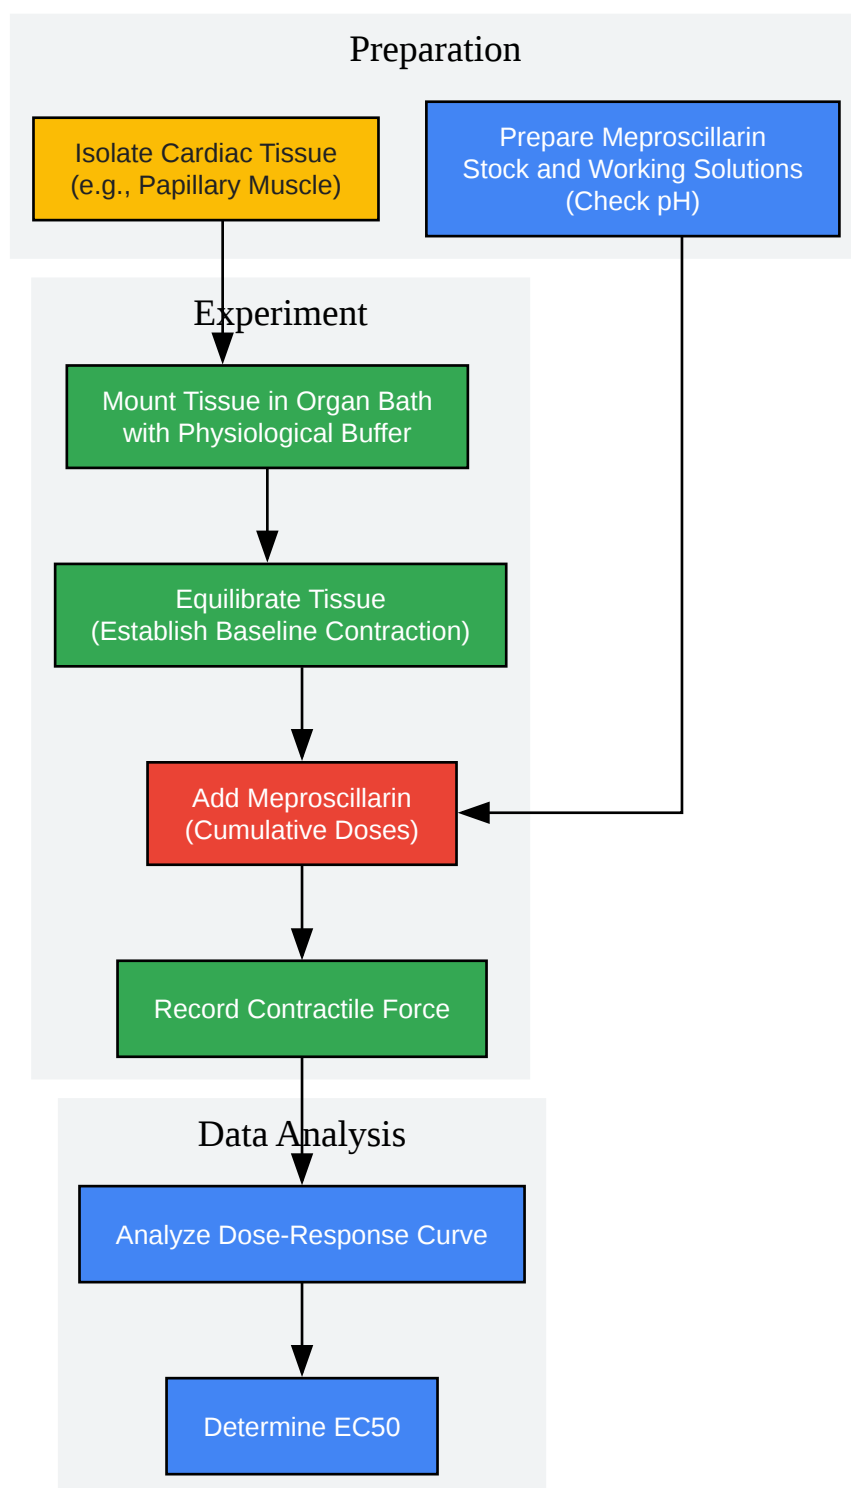 Preparation
Isolate Cardiac Tissue
(e.g., Papillary Muscle)
Prepare Meproscillarin
Stock and Working Solutions
(Check pH)
Experiment
Mount Tissue in Organ Bath
with Physiological Buffer
Equilibrate Tissue
(Establish Baseline Contraction)
Add Meproscillarin
(Cumulative Doses)
Record Contractile Force
Data Analysis
Analyze Dose-Response Curve
Determine EC50